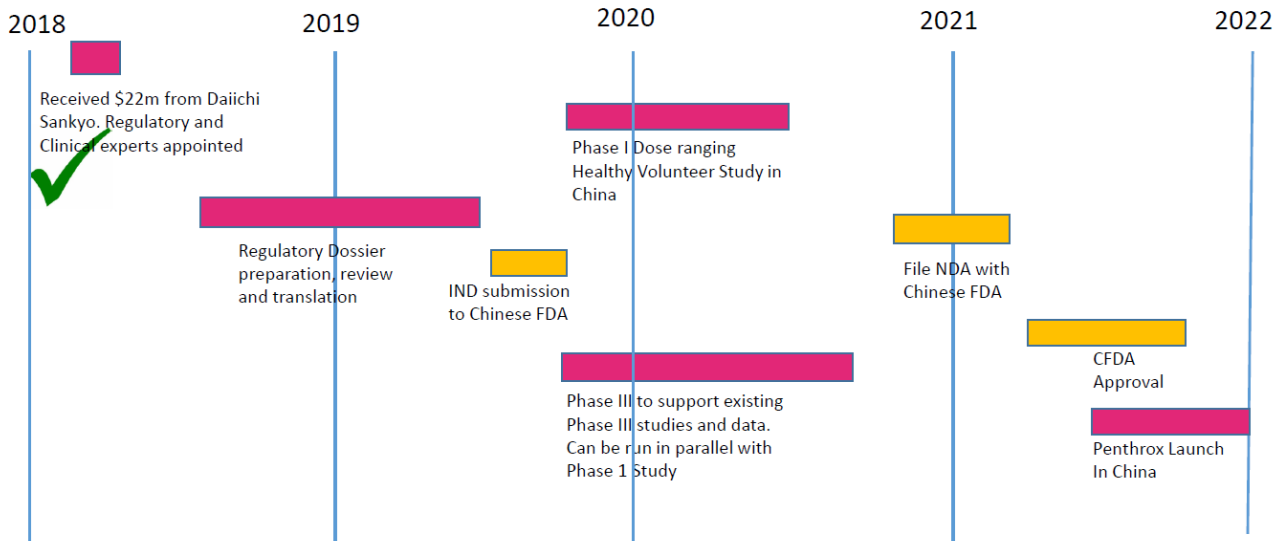 2018
2019
2020
2021
2022
Received $22m from Daiichi
Sankyo. Regulatory and
Clinical experts appointed
Phase I Dose ranging
Healthy Volunteer Study in
China
Regulatory Dossier
preparation, review
and translation
IND submission
to Chinese FDA
File NDA with
Chinese FDA
CFDA
Approval
Phase III to support existing
Phase III studies and data.
Can be run in parallel with
Phase 1 Study
Penthrox Launch
In China